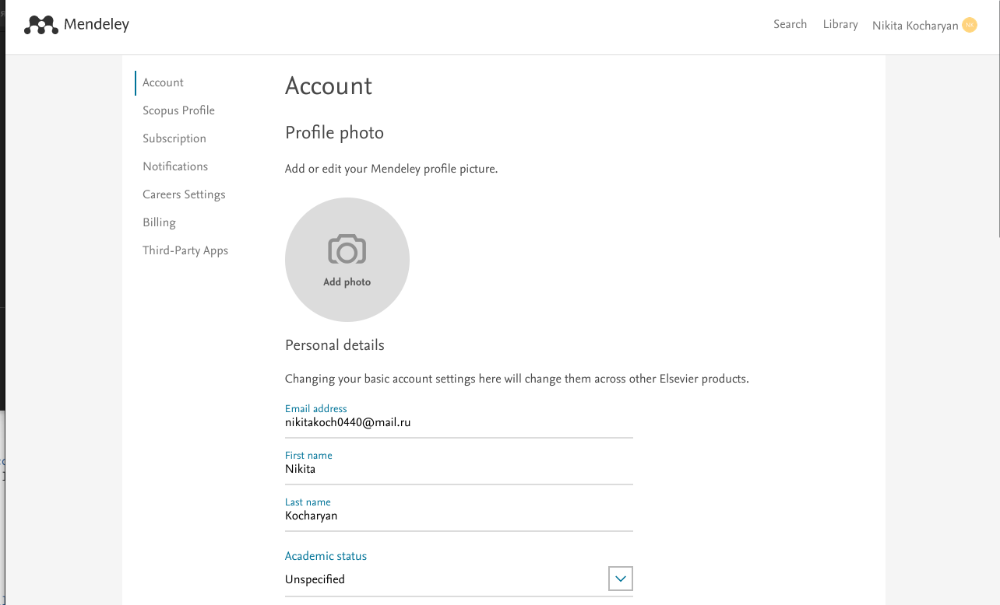 Mendeley
Search
Library
Nikita Kocharyan
NK
Account
Scopus Profile
Subscription
Notifications
Careers Settings
Billing
Third-Party Apps
Account
Profile photo
Add or edit your Mendeley profile picture.
Add photo
Personal details
Changing your basic account settings here will change them across other Elsevier products.
Email address
nikitakoch0440@mail.ru
First name
Nikita
Last name
Kocharyan
Academic status
Unspecified